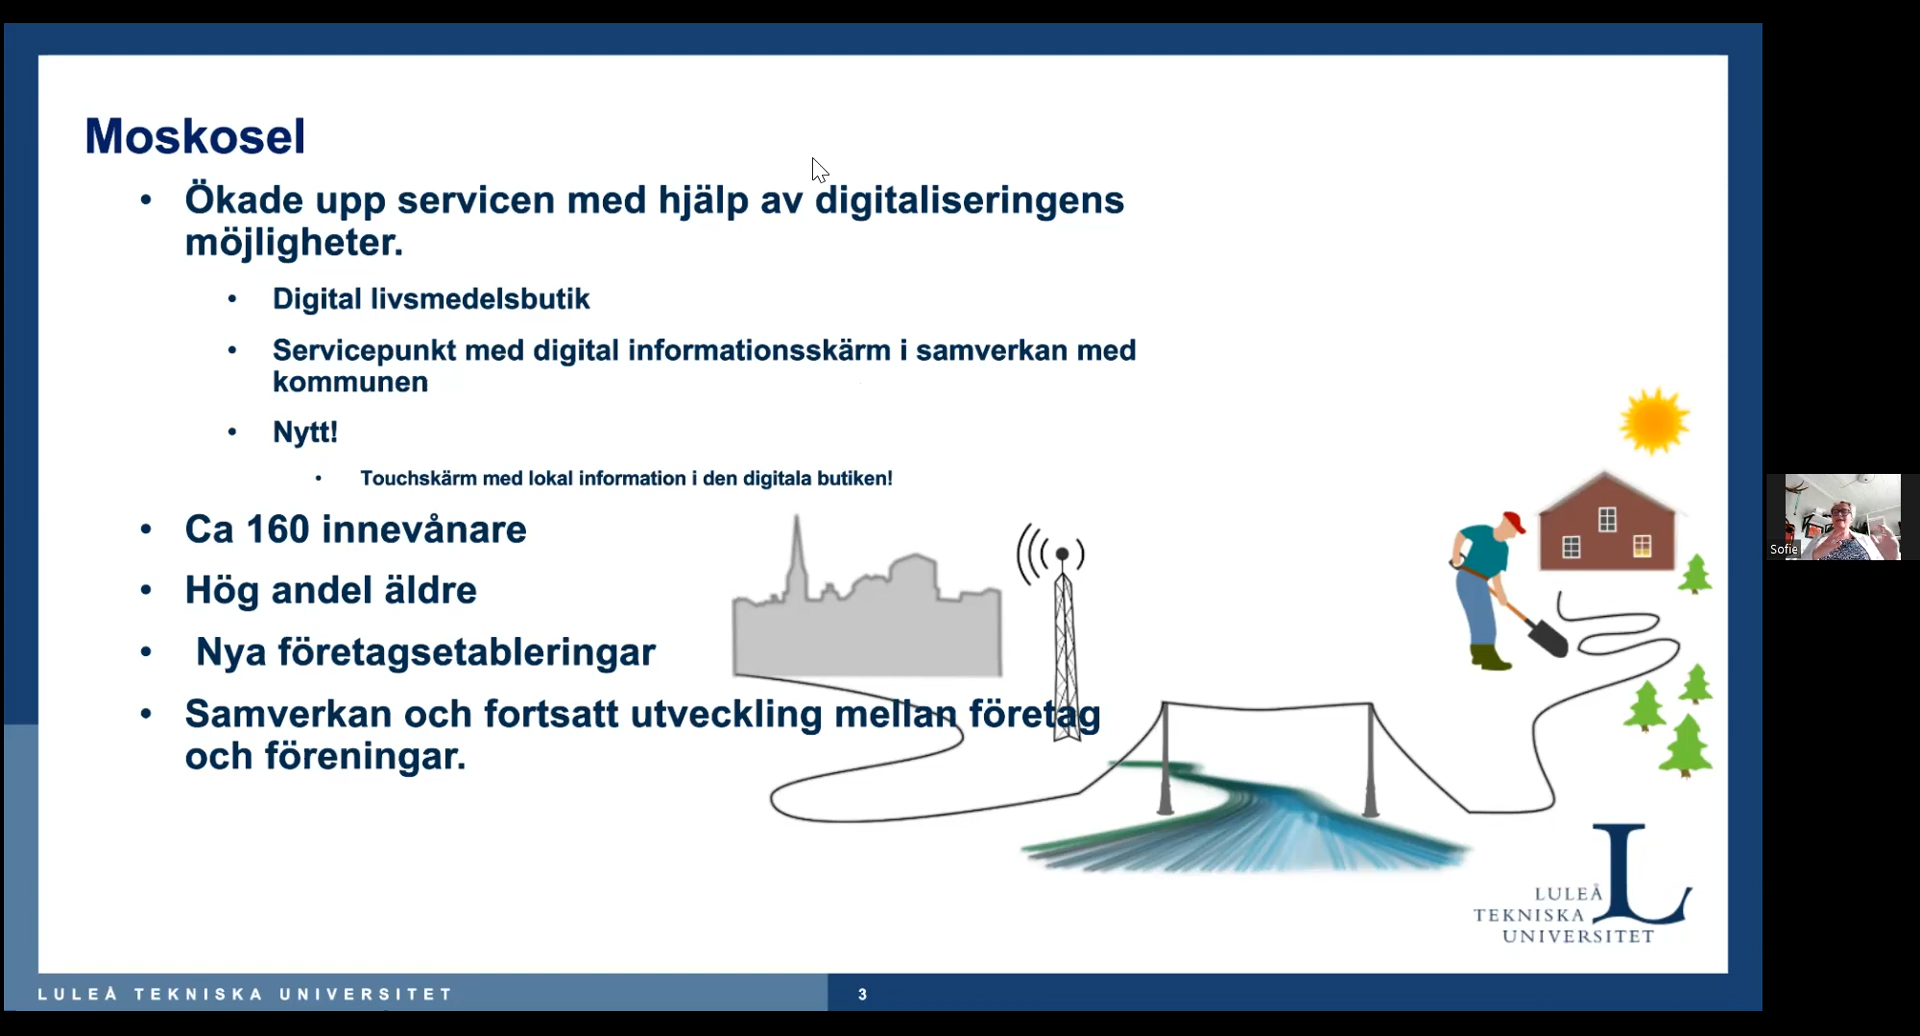 Moskosel
• Ökade upp servicen med hjälp av digitaliseringens
möjligheter.
• Digital livsmedelsbutik
• Servicepunkt med digital informationsskärm i samverkan med
kommunen
• Nytt!
• Touchskärm med lokal information i den digitala butiken!
• Ca 160 innevånare
• Hög andel äldre
• Nya företagsetableringar
• Samverkan och fortsatt utveckling mellan företag
och föreningar.
LULEÅ
TEKNISKA
UNIVERSITET
L
LULEÅ TEKNISKA UNIVERSITET
3
Sofie